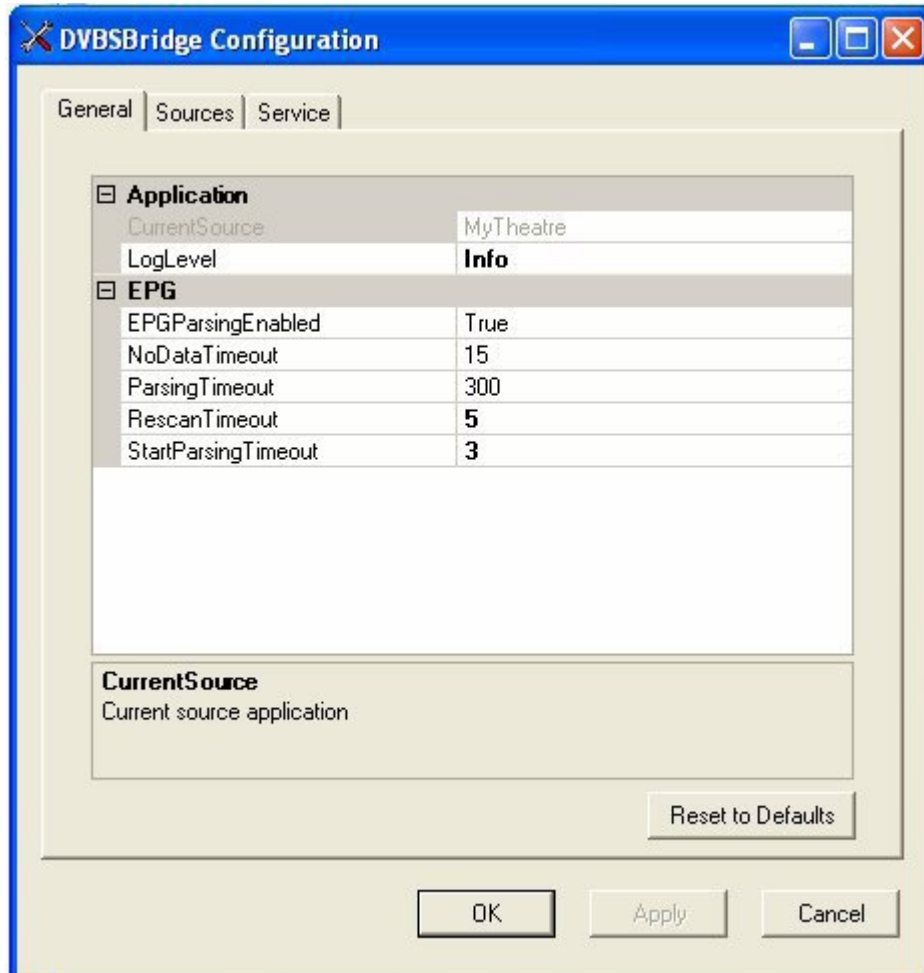 DVBSBridge Configuration
General Sources Service
Application
CurrentSource MyTheatre
LogLevel Info
EPG
EPGParsingEnabled True
NoDataTimeout 15
ParsingTimeout 300
RescanTimeout 5
StartParsingTimeout 3
CurrentSource
Current source application
Reset to Defaults
OK Apply Cancel